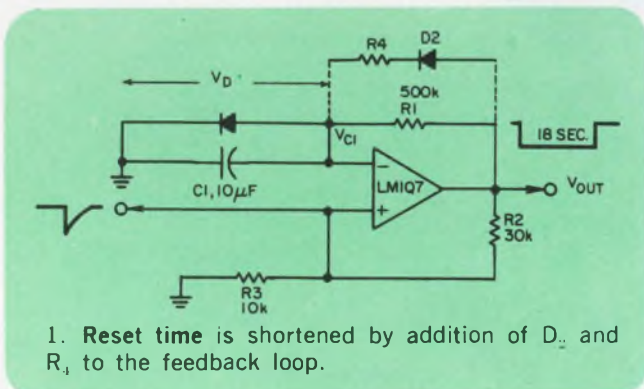 R4
D2
V_D
500k
R1
V_C1
18 SEC.
−
LM1Q7
V_OUT
C1, 10μF
+
R2
30k
R3
10k
1. Reset time is shortened by addition of D₂ and
R₄ to the feedback loop.